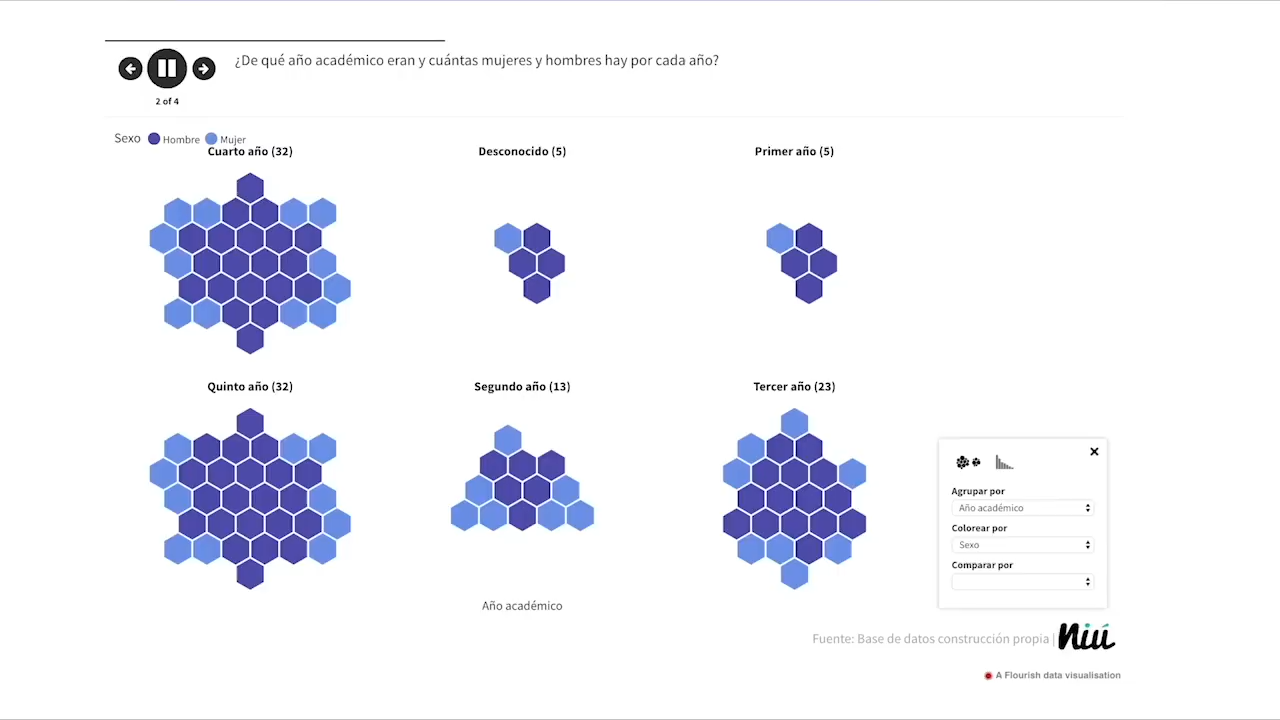 ¿De qué año académico eran y cuántas mujeres y hombres hay por cada año?
2 of 4
Sexo Hombre Mujer
Cuarto año (32)
Desconocido (5)
Primer año (5)
Quinto año (32)
Segundo año (13)
Tercer año (23)
Agrupar por
Año académico
Colorear por
Sexo
Comparar por
Año académico
Fuente: Base de datos construcción propia | Niú
A Flourish data visualisation